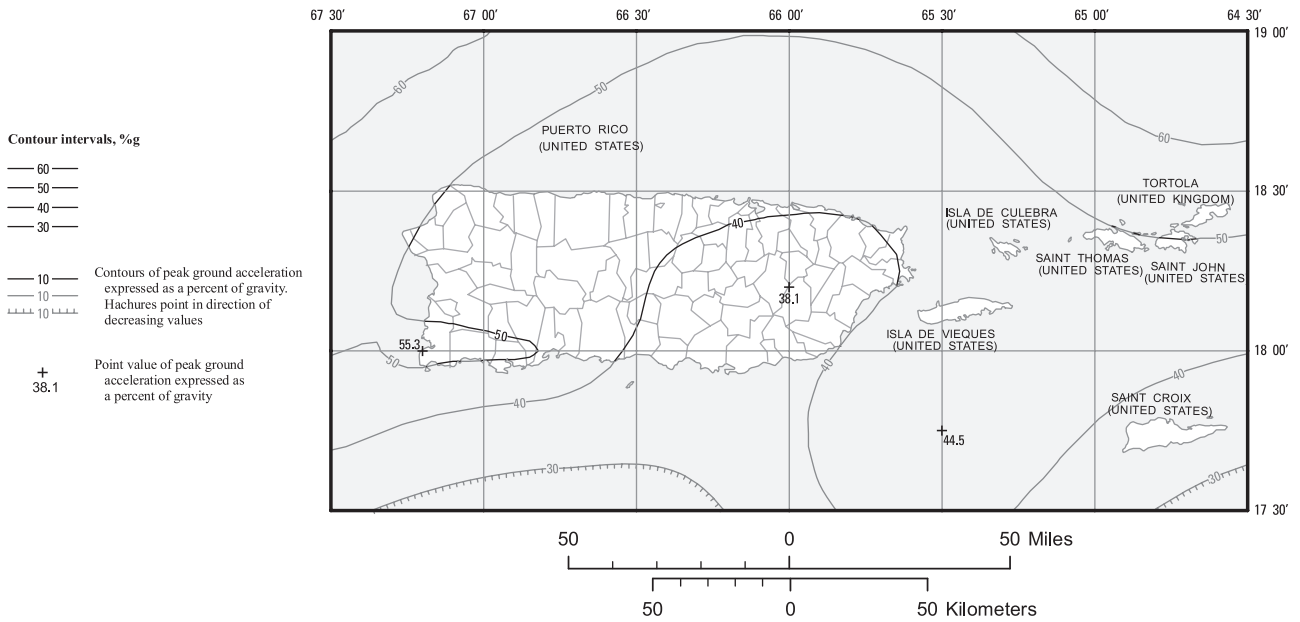 67 30’
67 00’
66 30’
66 00’
65 30’
65 00’
64 30’
19 00’
18 30’
18 00’
17 30’
Contour intervals, %g
60
50
40
30
10
10
10
Contours of peak ground acceleration
expressed as a percent of gravity.
Hachures point in direction of
decreasing values
38.1
Point value of peak ground
acceleration expressed as
a percent of gravity
60
50
60
PUERTO RICO
(UNITED STATES)
TORTOLA
(UNITED KINGDOM)
ISLA DE CULEBRA
(UNITED STATES)
40
50
SAINT THOMAS
(UNITED STATES)
SAINT JOHN
(UNITED STATES
38.1
ISLA DE VIEQUES
(UNITED STATES)
50
55.3
50
40
40
40
SAINT CROIX
(UNITED STATES)
44.5
30
30
50 0 50 Miles
50 0 50 Kilometers